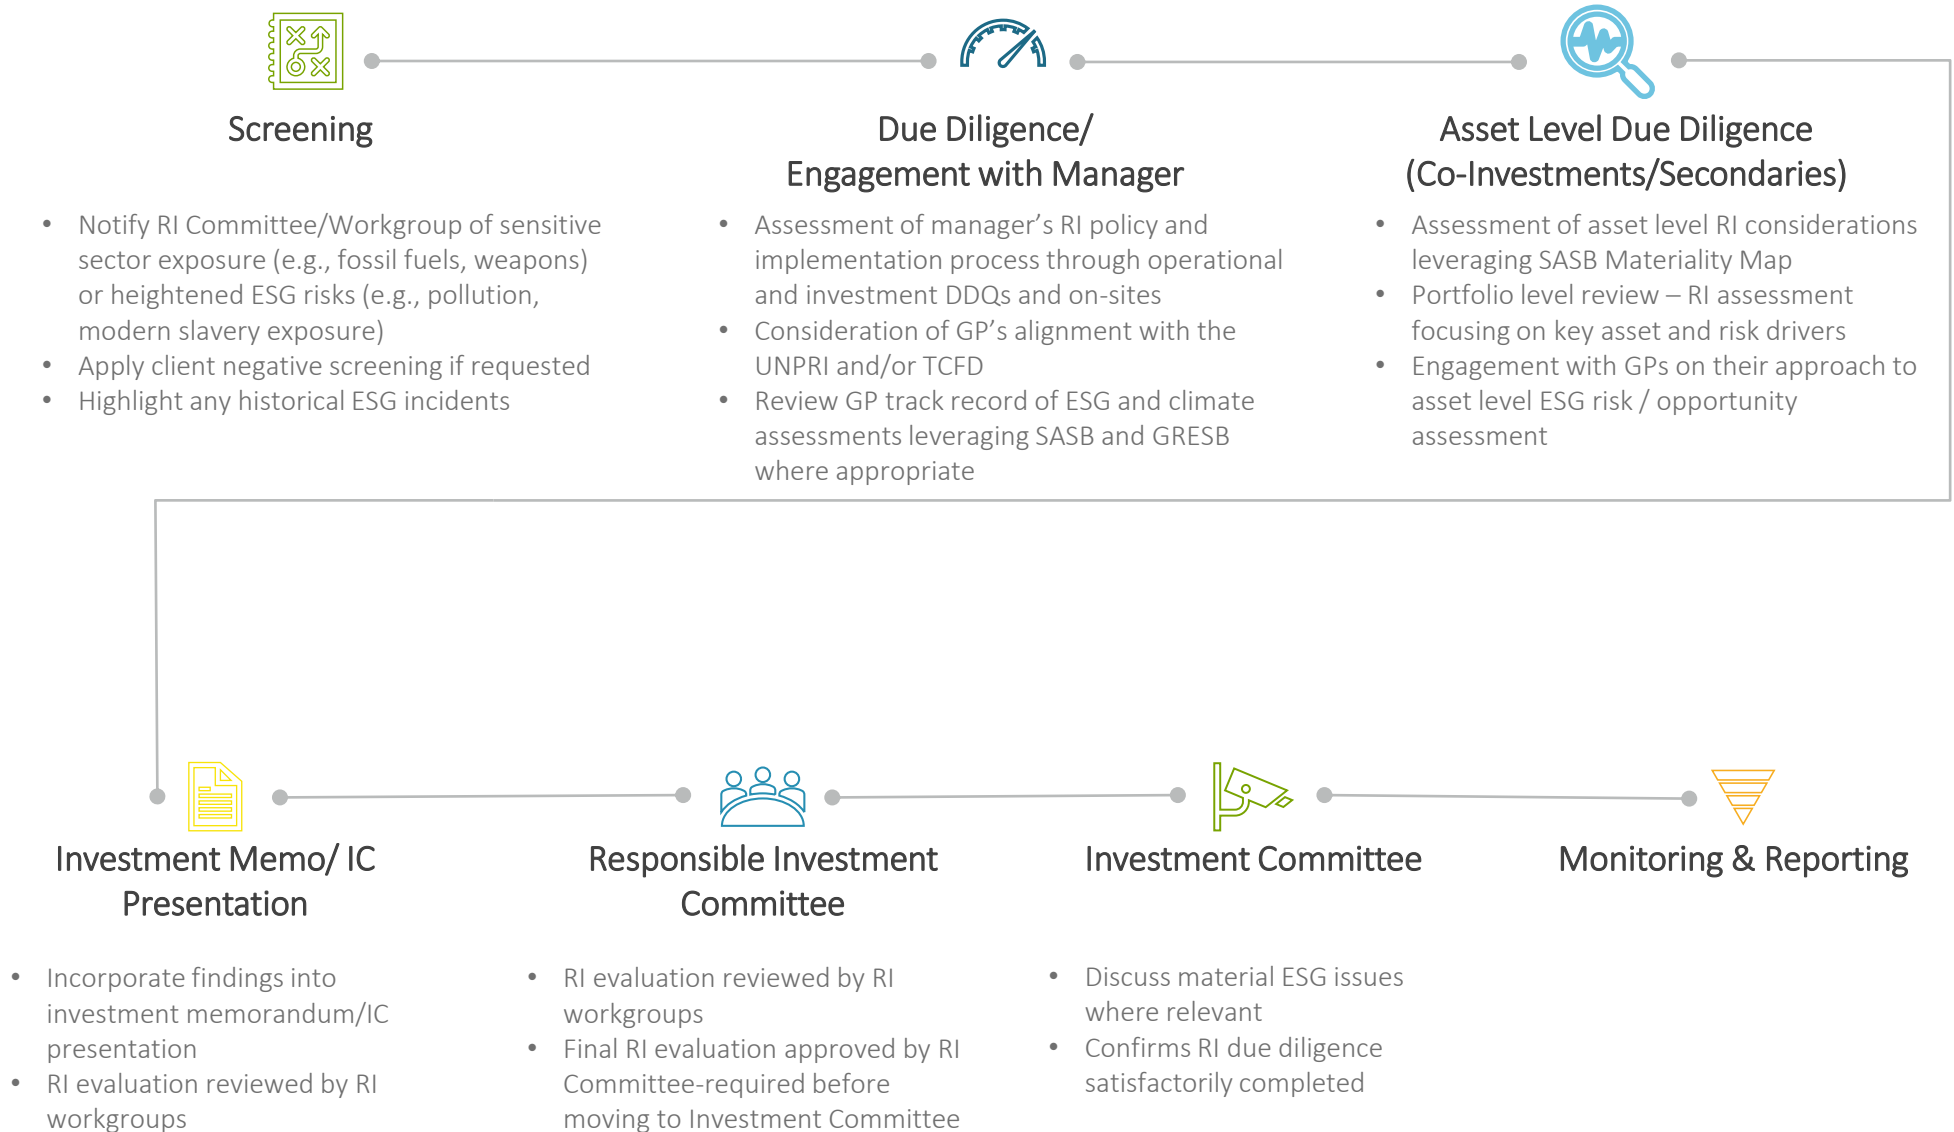 Screening
• Notify RI Committee/Workgroup of sensitive
sector exposure (e.g., fossil fuels, weapons)
or heightened ESG risks (e.g., pollution,
modern slavery exposure)
• Apply client negative screening if requested
• Highlight any historical ESG incidents
Due Diligence/
Engagement with Manager
• Assessment of manager’s RI policy and
implementation process through operational
and investment DDQs and on-sites
• Consideration of GP’s alignment with the
UNPRI and/or TCFD
• Review GP track record of ESG and climate
assessments leveraging SASB and GRESB
where appropriate
Asset Level Due Diligence
(Co-Investments/Secondaries)
• Assessment of asset level RI considerations
leveraging SASB Materiality Map
• Portfolio level review – RI assessment
focusing on key asset and risk drivers
• Engagement with GPs on their approach to
asset level ESG risk / opportunity
assessment
Investment Memo/ IC
Presentation
• Incorporate findings into
investment memorandum/IC
presentation
• RI evaluation reviewed by RI
workgroups
Responsible Investment
Committee
• RI evaluation reviewed by RI
workgroups
• Final RI evaluation approved by RI
Committee-required before
moving to Investment Committee
Investment Committee
• Discuss material ESG issues
where relevant
• Confirms RI due diligence
satisfactorily completed
Monitoring & Reporting